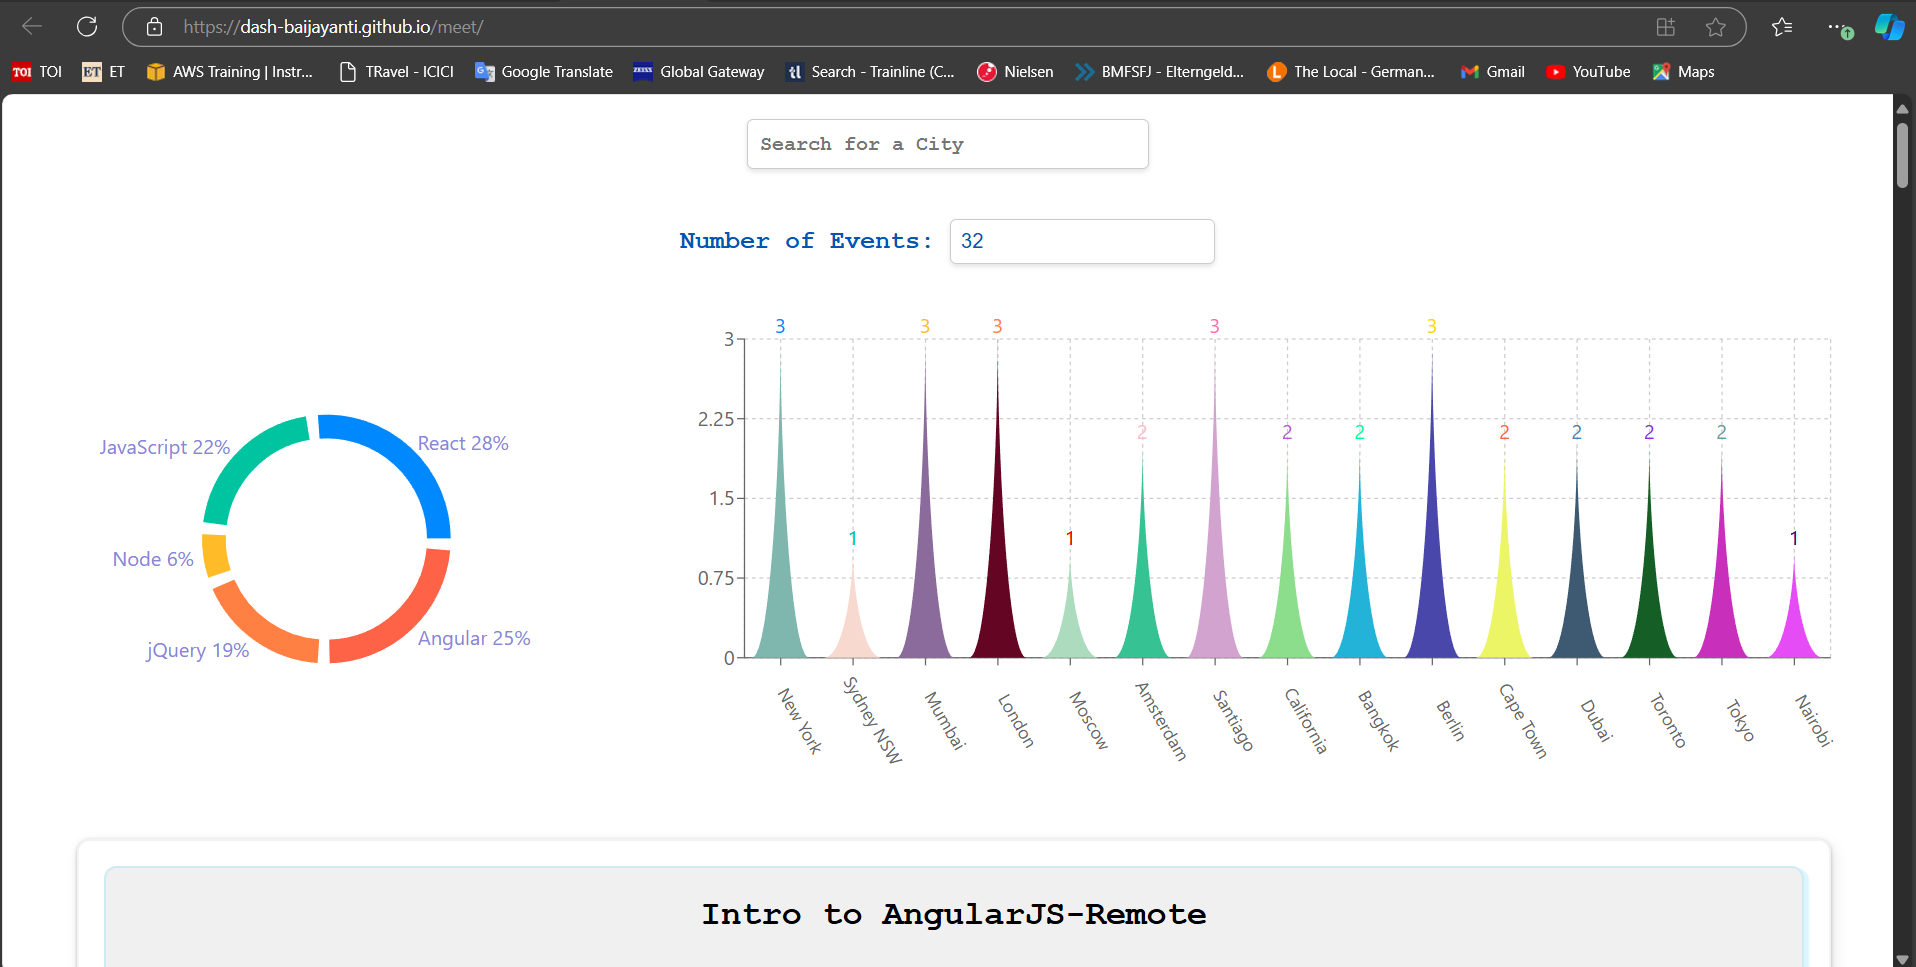 https://dash-baijayanti.github.io/meet/
TOI TOI
ET ET
AWS Training | Instr...
TRavel - ICICI
Google Translate
ZEISS Global Gateway
tl Search - Trainline (C...
Nielsen
BMFSFJ - Elterngeld...
L The Local - German...
Gmail
YouTube
Maps
Search for a City
Number of Events: 32
JavaScript 22%
React 28%
Node 6%
jQuery 19%
Angular 25%
3 3 3 3 3
3
2.25
2 2 2 2 2 2 2
1.5
1 1 1
0.75
0
New York
Sydney NSW
Mumbai
London
Moscow
Amsterdam
Santiago
California
Bangkok
Berlin
Cape Town
Dubai
Toronto
Tokyo
Nairobi
Intro to AngularJS-Remote